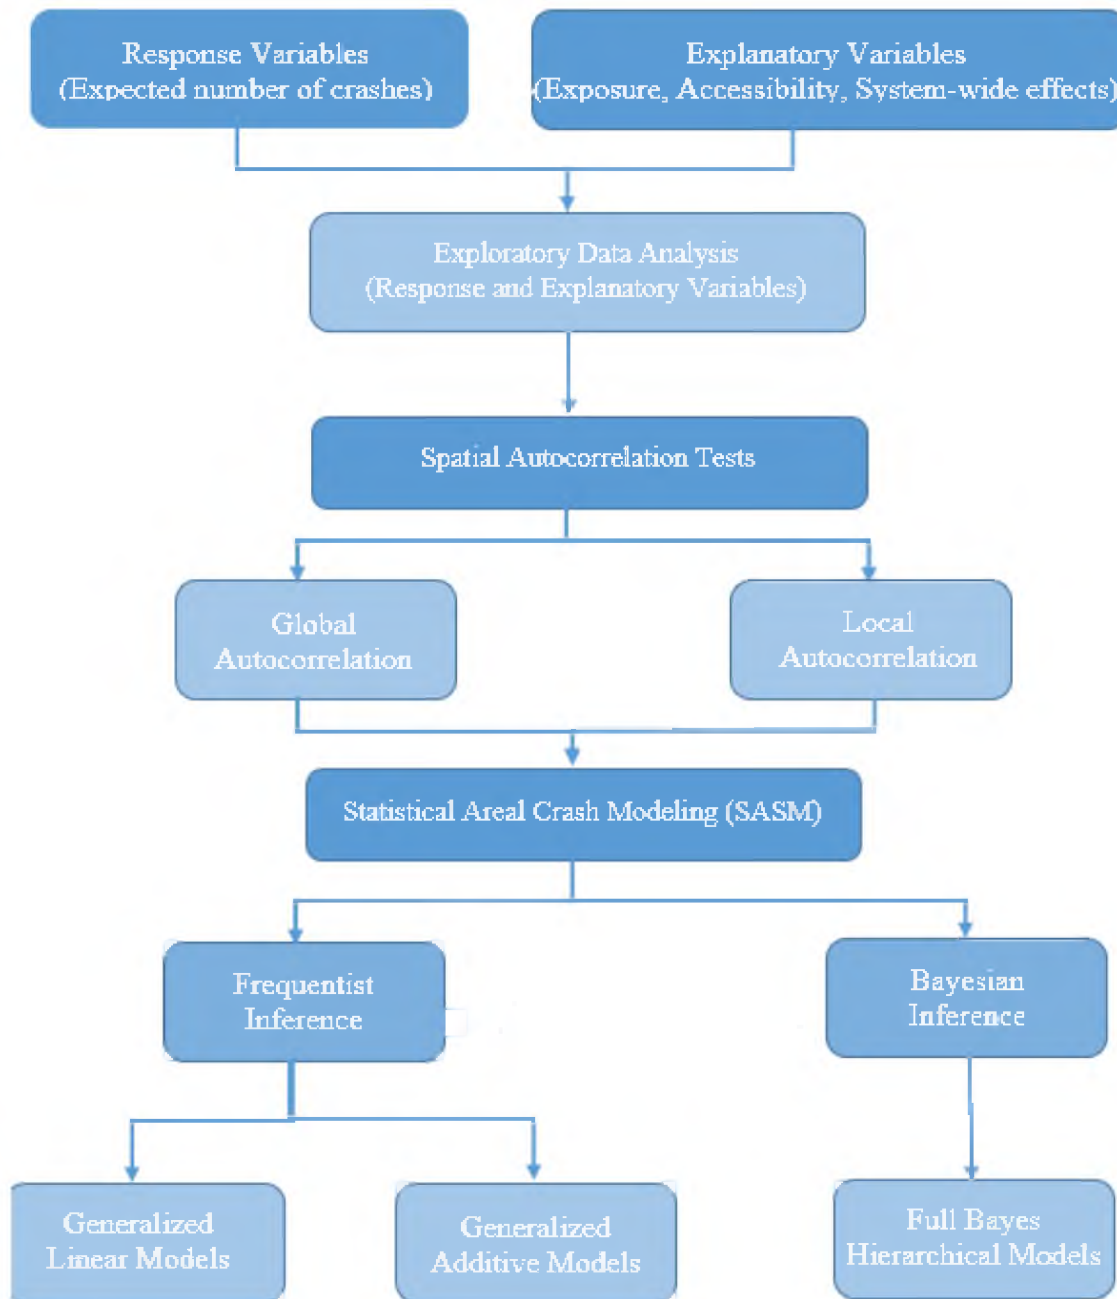 Response Variables
(Expected number of crashes)
Explanatory Variables
(Exposure, Accessibility, System-wide effects)
Exploratory Data Analysis
(Response and Explanatory Variables)
Spatial Autocorrelation Tests
Global
Autocorrelation
Local
Autocorrelation
Statistical Areal Crash Modeling (SASM)
Frequentist
Inference
Bayesian
Inference
Generalized
Linear Models
Generalized
Additive Models
Full Bayes
Hierarchical Models